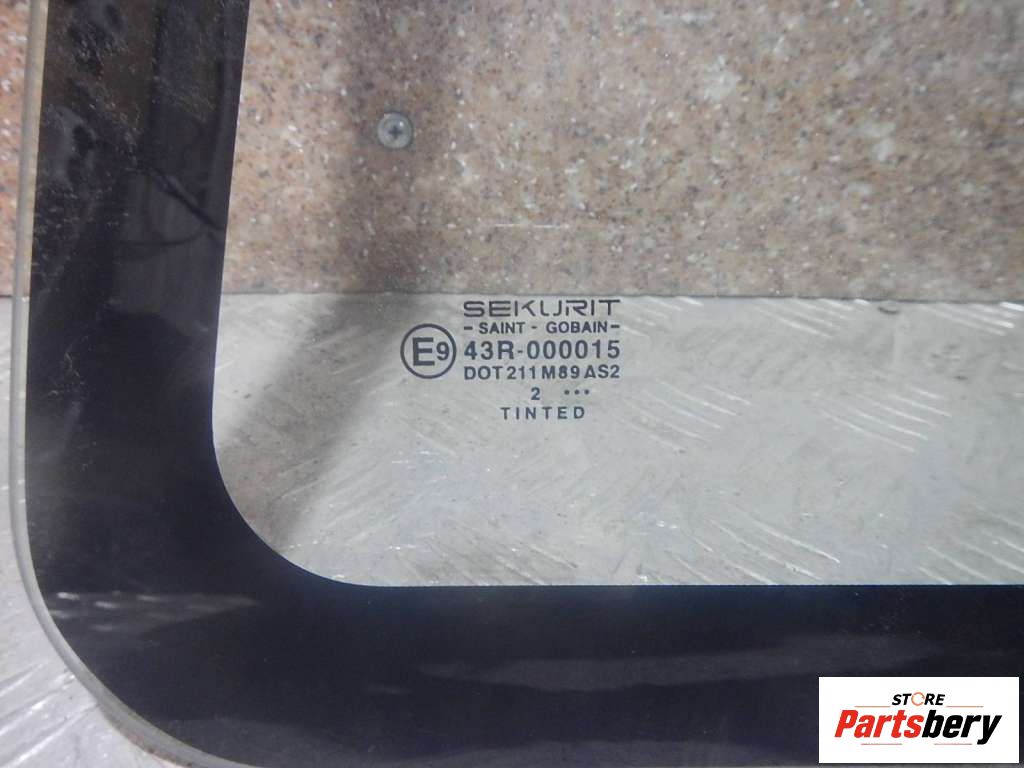 SEKURIT
- SAINT - GOBAIN -
E9 43R-000015
DOT 211 M89 AS2
2 •••
TINTED
STORE
Partsbery